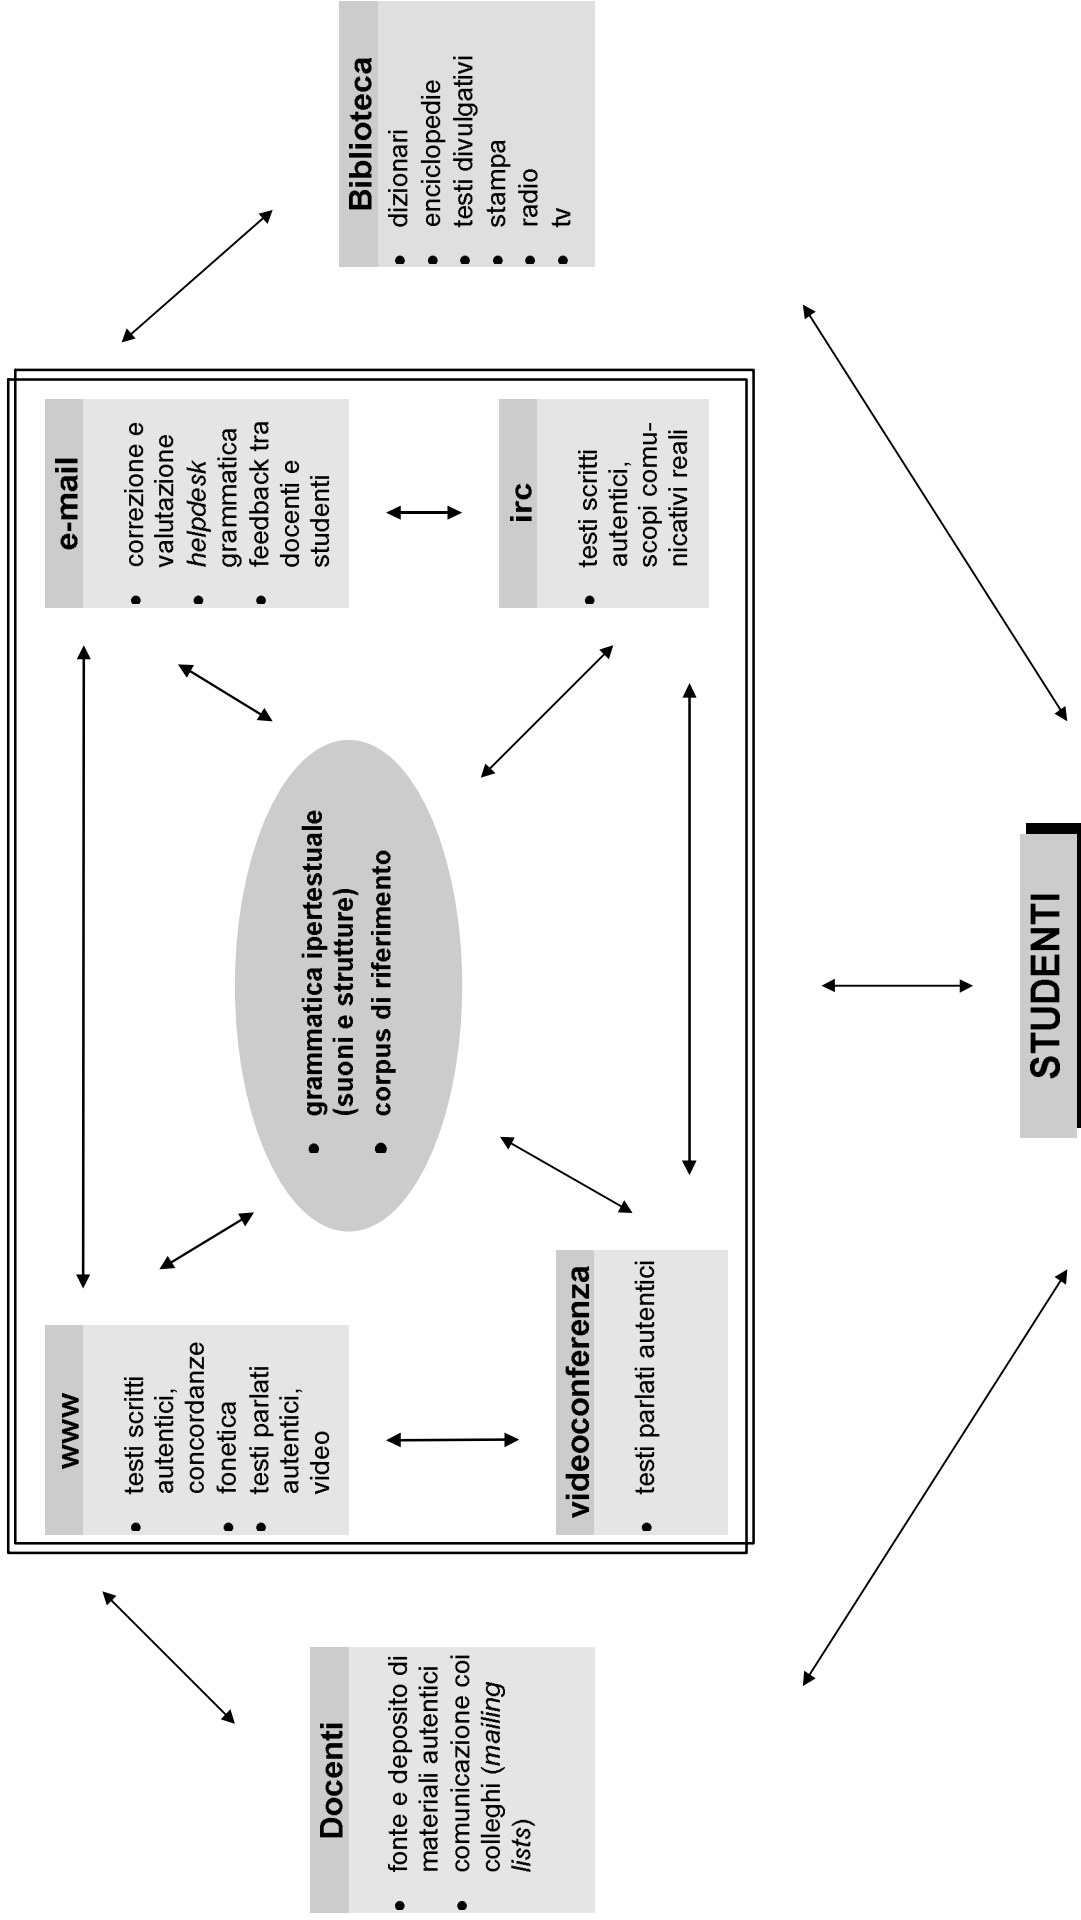 www
• testi scritti
autentici,
concordanze
• fonetica
• testi parlati
autentici,
video
e-mail
• correzione e
valutazione
• helpdesk
grammatica
• feedback tra
docenti e
studenti
Docenti
• fonte e deposito di
materiali autentici
• comunicazione coi
colleghi (mailing
lists)
• grammatica ipertestuale
(suoni e strutture)
• corpus di riferimento
Biblioteca
• dizionari
• enciclopedie
• testi divulgativi
• stampa
• radio
• tv
videoconferenza
• testi parlati autentici
irc
• testi scritti
autentici,
scopi comu-
nicativi reali
STUDENTI